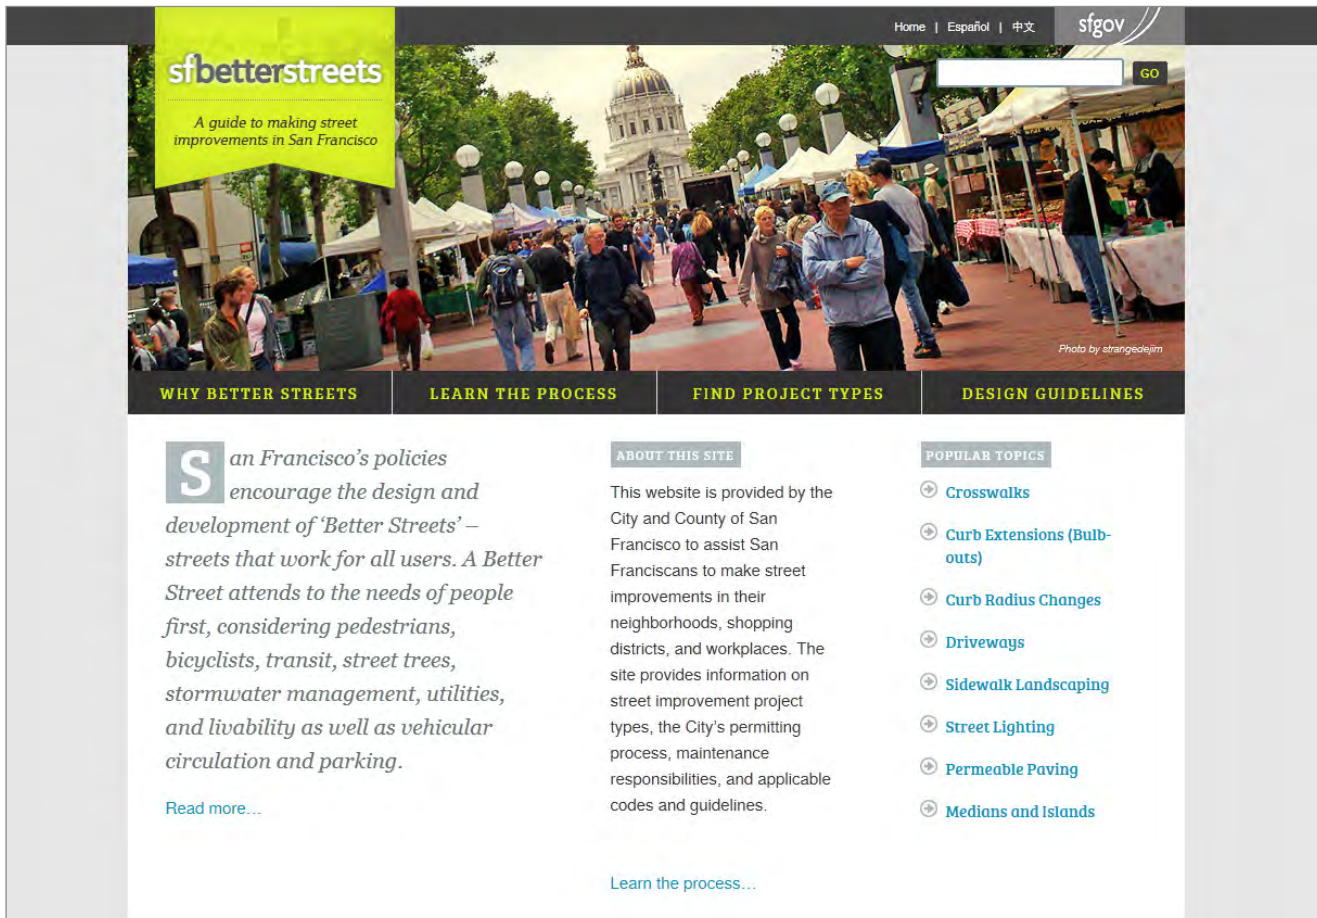 Home | Español | 中文
sfgov
sfbetterstreets
A guide to making street
improvements in San Francisco
GO
Photo by strangedejim
WHY BETTER STREETS
LEARN THE PROCESS
FIND PROJECT TYPES
DESIGN GUIDELINES
San Francisco’s policies
encourage the design and
development of ‘Better Streets’ –
streets that work for all users. A Better
Street attends to the needs of people
first, considering pedestrians,
bicyclists, transit, street trees,
stormwater management, utilities,
and livability as well as vehicular
circulation and parking.
Read more…
ABOUT THIS SITE
This website is provided by the
City and County of San
Francisco to assist San
Franciscans to make street
improvements in their
neighborhoods, shopping
districts, and workplaces. The
site provides information on
street improvement project
types, the City’s permitting
process, maintenance
responsibilities, and applicable
codes and guidelines.
Learn the process…
POPULAR TOPICS
Crosswalks
Curb Extensions (Bulb-
outs)
Curb Radius Changes
Driveways
Sidewalk Landscaping
Street Lighting
Permeable Paving
Medians and Islands